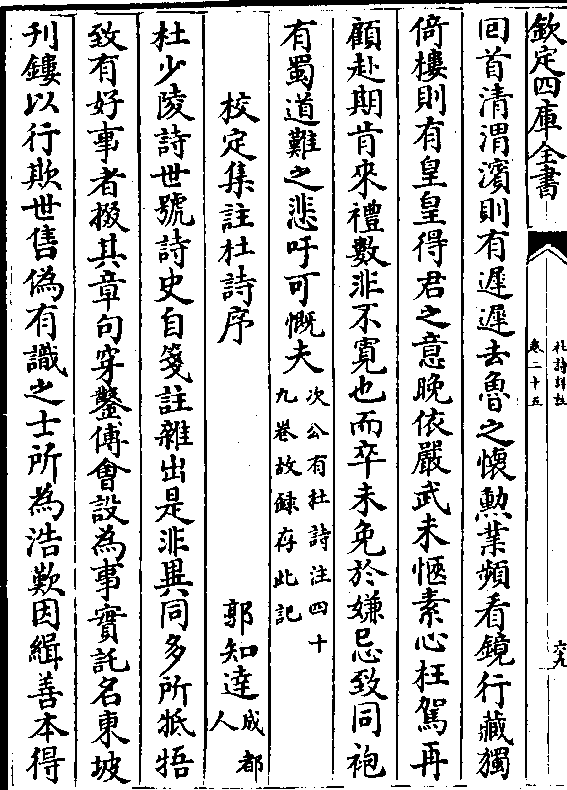 欽定四庫全書
杜詩詳註
卷二十五
六九
回首清渭濱則有遲遲去魯之懷勲業頻看鏡行藏獨
倚樓則有皇皇得君之意晚依嚴武未愜素心枉駕再
顧赴期肯來禮數非不寛也而卒未免於嫌忌致同袍
有蜀道難之悲吁可慨夫
次公有杜詩注四十
九卷故録存此記
校定集註杜詩序
郭知達
成都
人
杜少陵詩世號詩史自箋註雜出是非異同多所牴牾
致有好事者掇其章句穿鑿傅會設為事實託名東坡
刋鏤以行欺世售偽有識之士所為浩歎因緝善本得